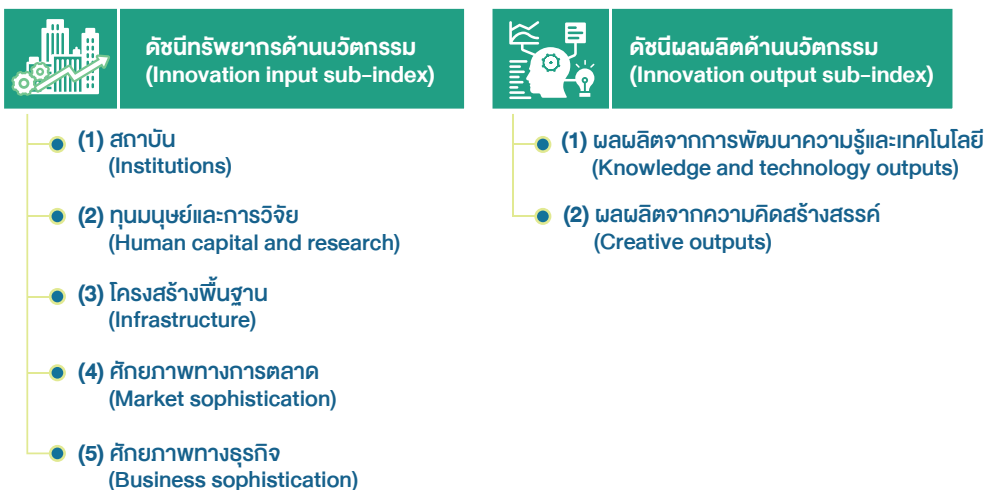 ดัชนีทรัพยากรด้านนวัตกรรม
(Innovation input sub-index)
(1) สถาบัน
(Institutions)
(2) ทุนมนุษย์และการวิจัย
(Human capital and research)
(3) โครงสร้างพื้นฐาน
(Infrastructure)
(4) ศักยภาพทางการตลาด
(Market sophistication)
(5) ศักยภาพทางธุรกิจ
(Business sophistication)
ดัชนีผลผลิตด้านนวัตกรรม
(Innovation output sub-index)
(1) ผลผลิตจากการพัฒนาความรู้และเทคโนโลยี
(Knowledge and technology outputs)
(2) ผลผลิตจากความคิดสร้างสรรค์
(Creative outputs)